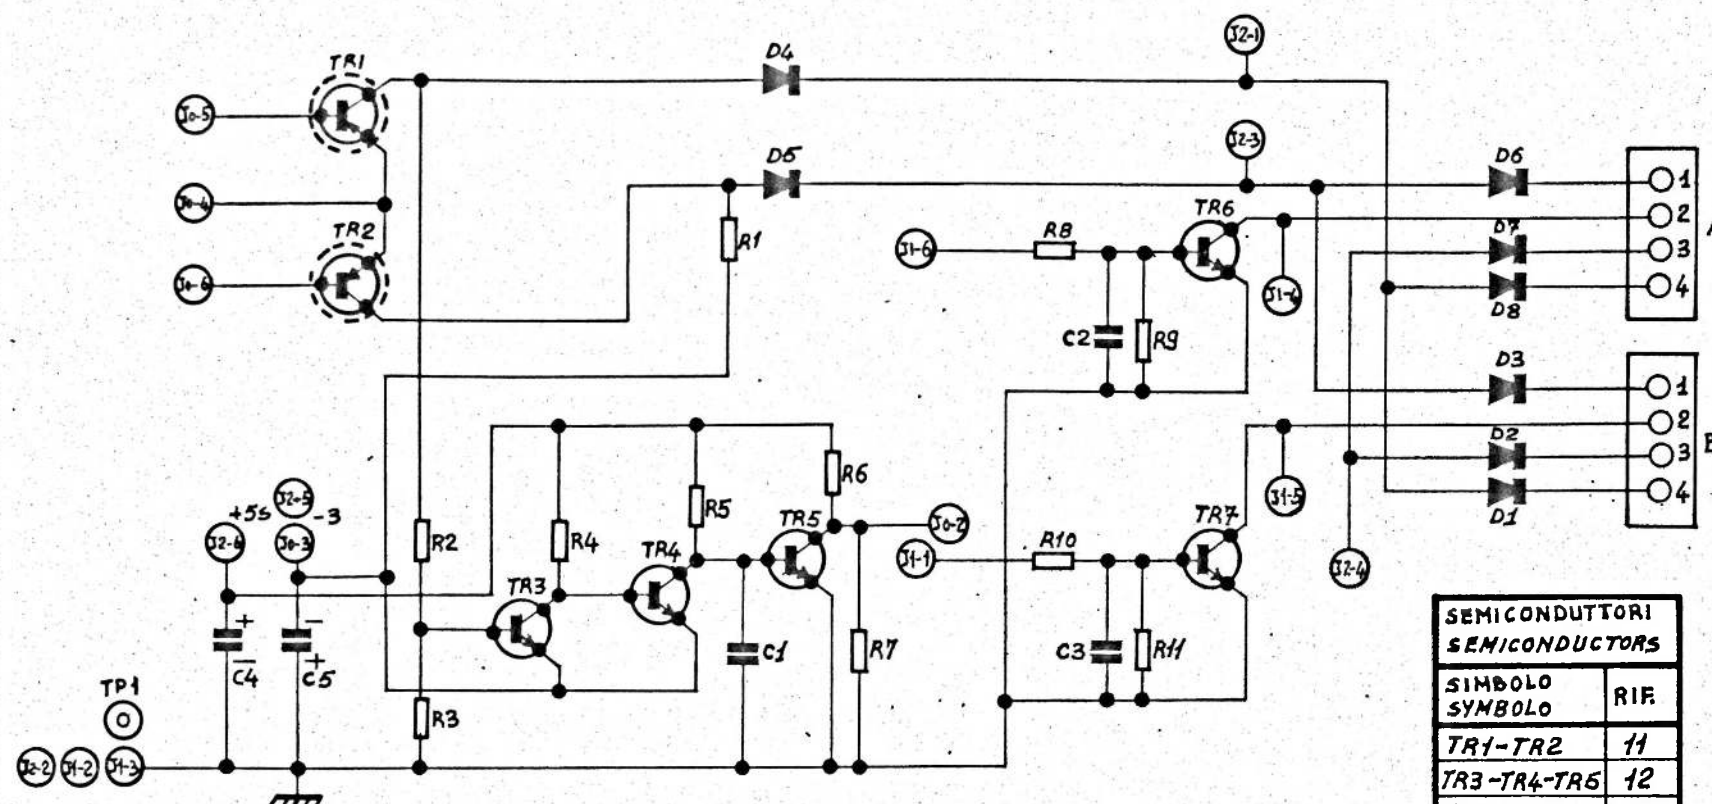 J2-1
D4
TR1
J0-5
J2-3
D5
D6
1
J0-4
TR6
2
TR2
R8
D7
A
R1
J1-6
3
J0-6
4
J1-4
D8
C2
R9
D3
1
2
D2
B
R6
3
J2-5
4
+5s
-3
R5
J1-5
D1
TR5
J0-2
TR7
J2-6
J0-3
R2
R4
R10
TR4
J1-1
J2-4
TR3
+
-
-
+
C4
C5
C1
R7
C3
R11
TP1
R3
J2-2
J1-2
J1-3
SEMICONDUTTORI
SEMICONDUCTORS
SIMBOLO
SYMBOLO
RIF.
TR1-TR2
11
TR3-TR4-TR5
12